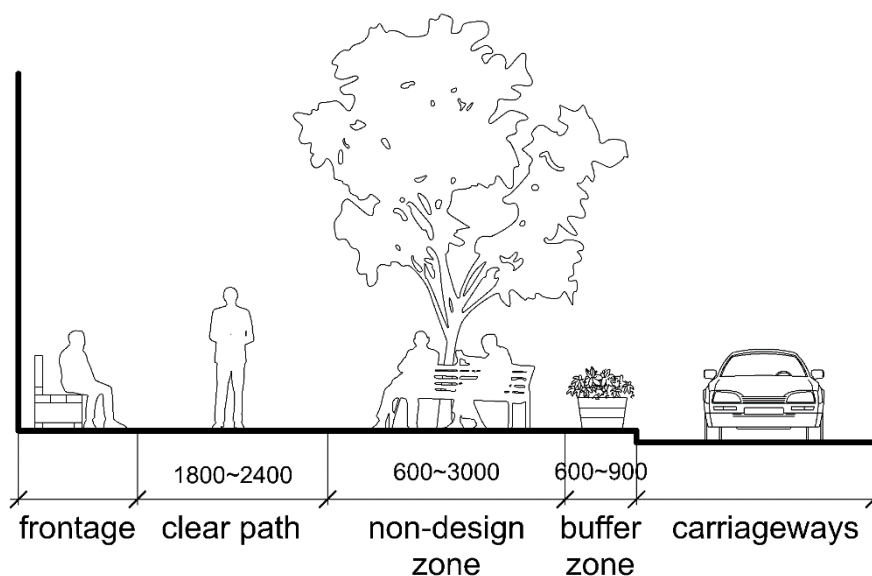 1800~2400
600~3000
600~900
frontage
clear path
non-design
zone
buffer
zone
carriageways